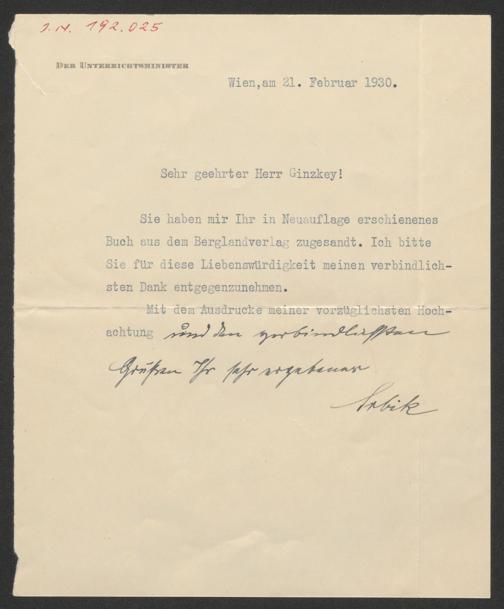 J.N. 192.025
DER UNTERRICHTSMINISTER
Wien,am 21. Februar 1930.
Sehr geehrter Herr Ginzkey!
Sie haben mir Ihr in Neuauflage erschienenes
Buch aus dem Berglandverlag zugesandt. Ich bitte
Sie für diese Liebenswürdigkeit meinen verbindlich-
sten Dank entgegenzunehmen.
Mit dem Ausdrucke meiner vorzüglichsten Hoch-
achtung und den verbindlichsten
Grüßen Ihr sehr ergebener
Srbik